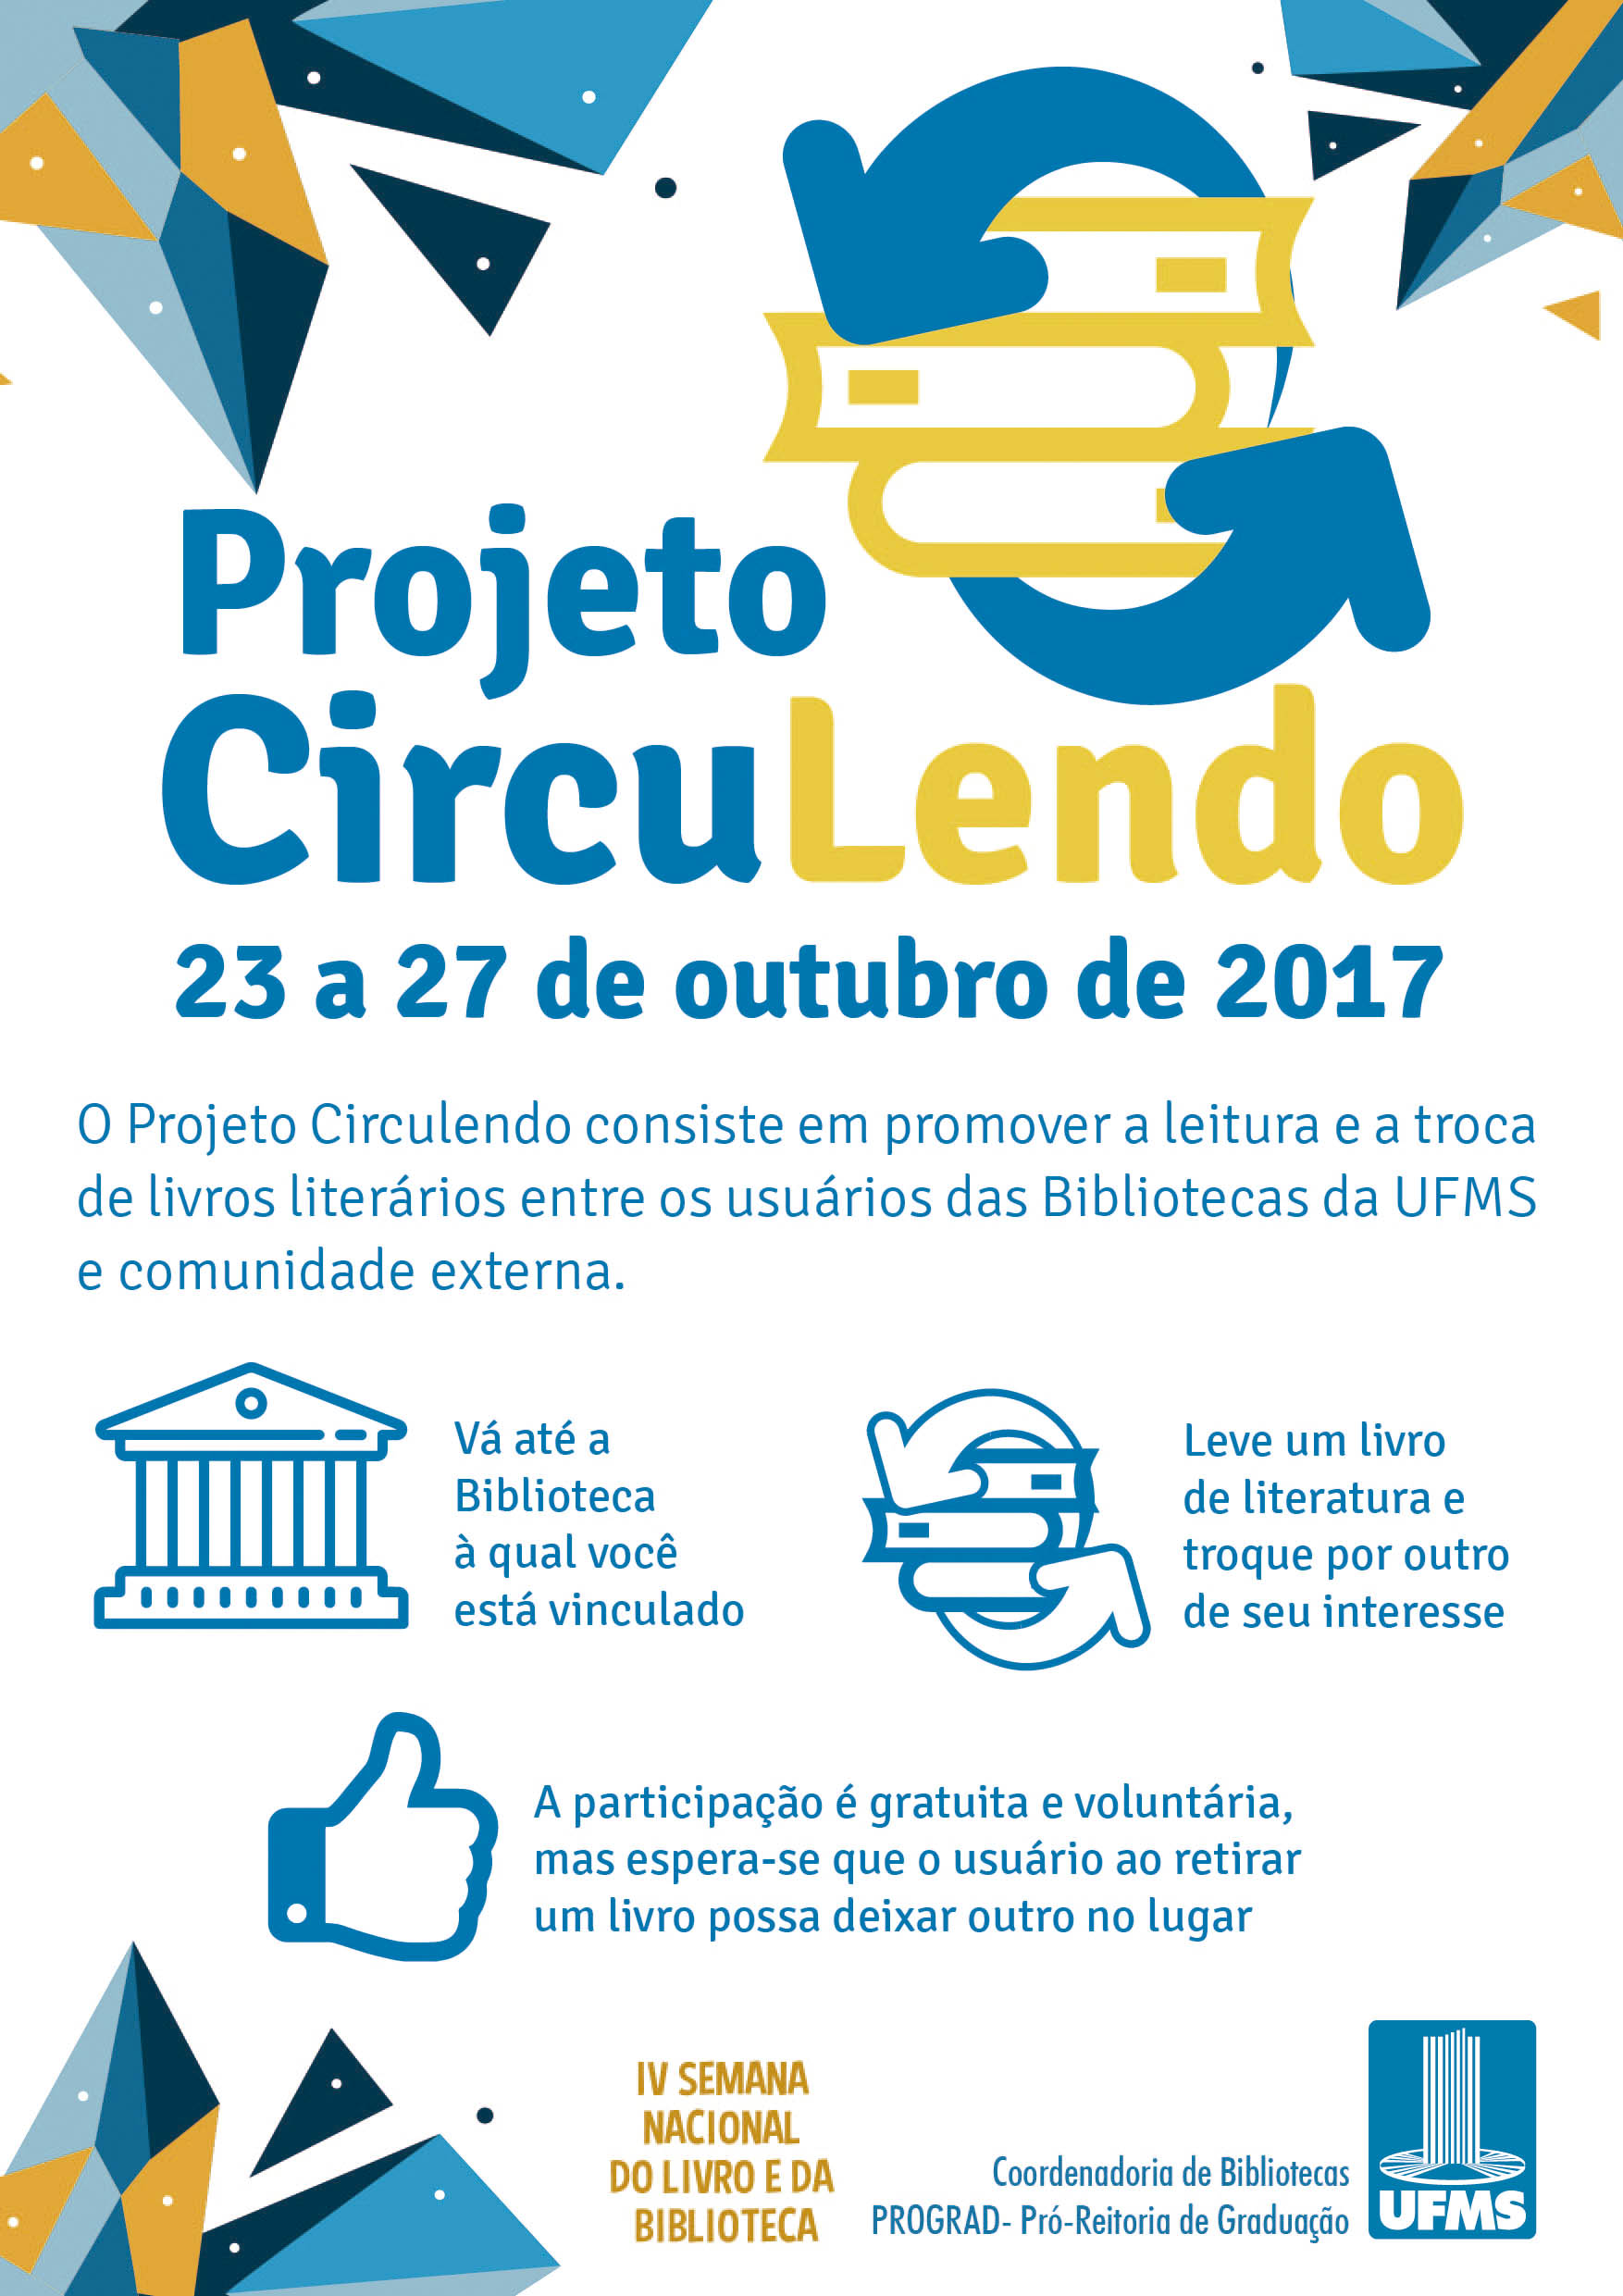 Projeto
CircuLendo
23 a 27 de outubro de 2017
O Projeto Circulendo consiste em promover a leitura e a troca
de livros literários entre os usuários das Bibliotecas da UFMS
e comunidade externa.
Vá até a
Biblioteca
à qual você
está vinculado
Leve um livro
de literatura e
troque por outro
de seu interesse
A participação é gratuita e voluntária,
mas espera-se que o usuário ao retirar
um livro possa deixar outro no lugar
IV SEMANA
NACIONAL
DO LIVRO E DA
BIBLIOTECA
Coordenadoria de Bibliotecas
PROGRAD- Pró-Reitoria de Graduação
UFMS